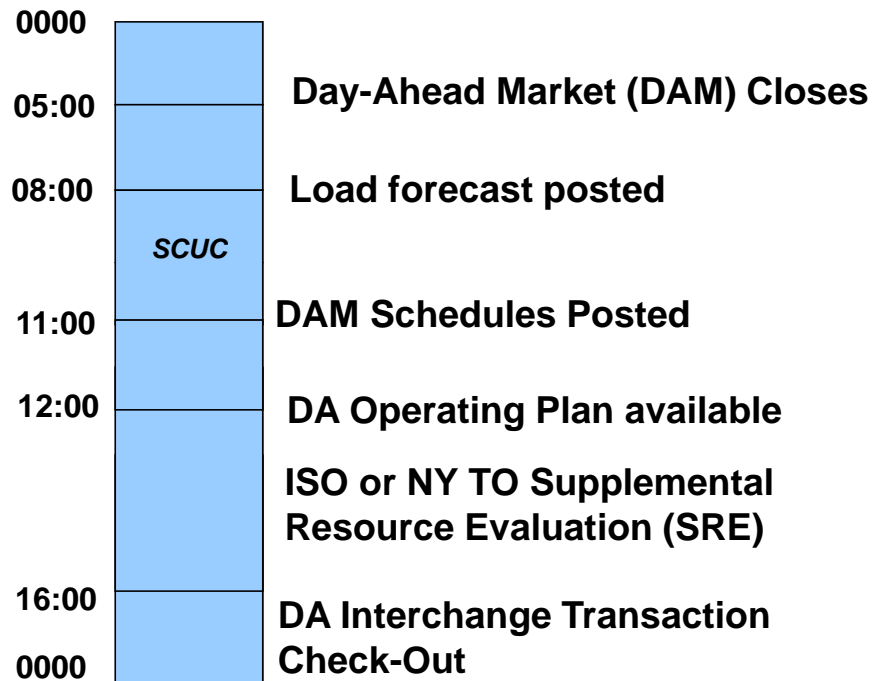 0000
Day-Ahead Market (DAM) Closes
05:00
08:00
Load forecast posted
SCUC
DAM Schedules Posted
11:00
12:00
DA Operating Plan available
ISO or NY TO Supplemental
Resource Evaluation (SRE)
16:00
DA Interchange Transaction
Check-Out
0000